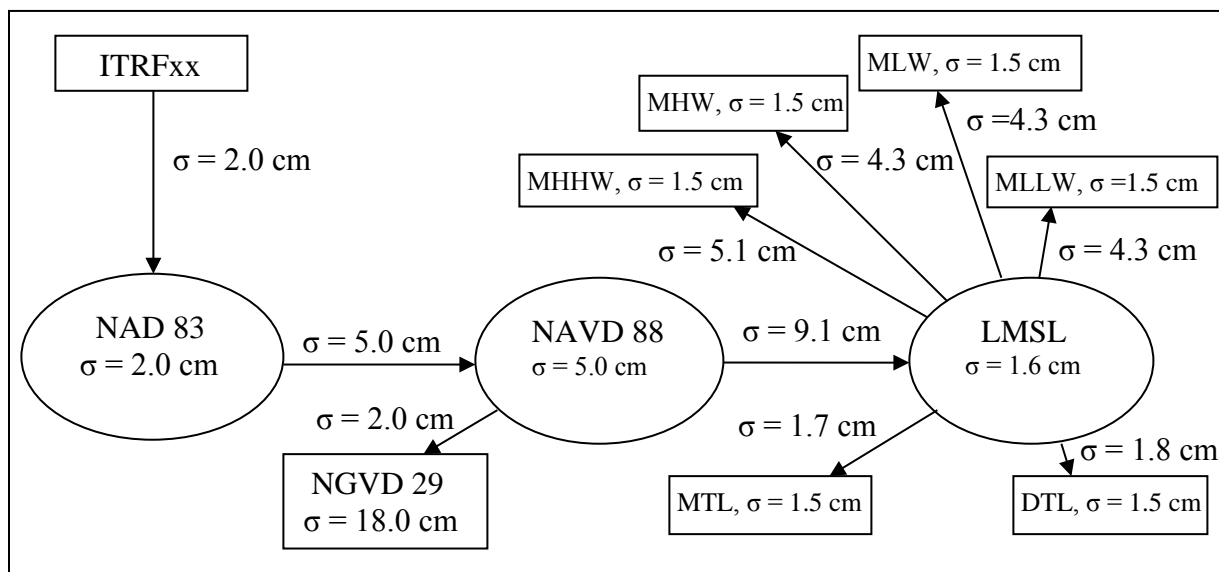 ITRFxx
σ = 2.0 cm
MLW, σ = 1.5 cm
MHW, σ = 1.5 cm
σ =4.3 cm
σ = 4.3 cm
MHHW, σ = 1.5 cm
MLLW, σ =1.5 cm
σ = 5.1 cm
σ = 4.3 cm
NAD 83
σ = 2.0 cm
σ = 5.0 cm
NAVD 88
σ = 5.0 cm
σ = 9.1 cm
LMSL
σ = 1.6 cm
σ = 2.0 cm
NGVD 29
σ = 18.0 cm
σ = 1.7 cm
MTL, σ = 1.5 cm
σ = 1.8 cm
DTL, σ = 1.5 cm